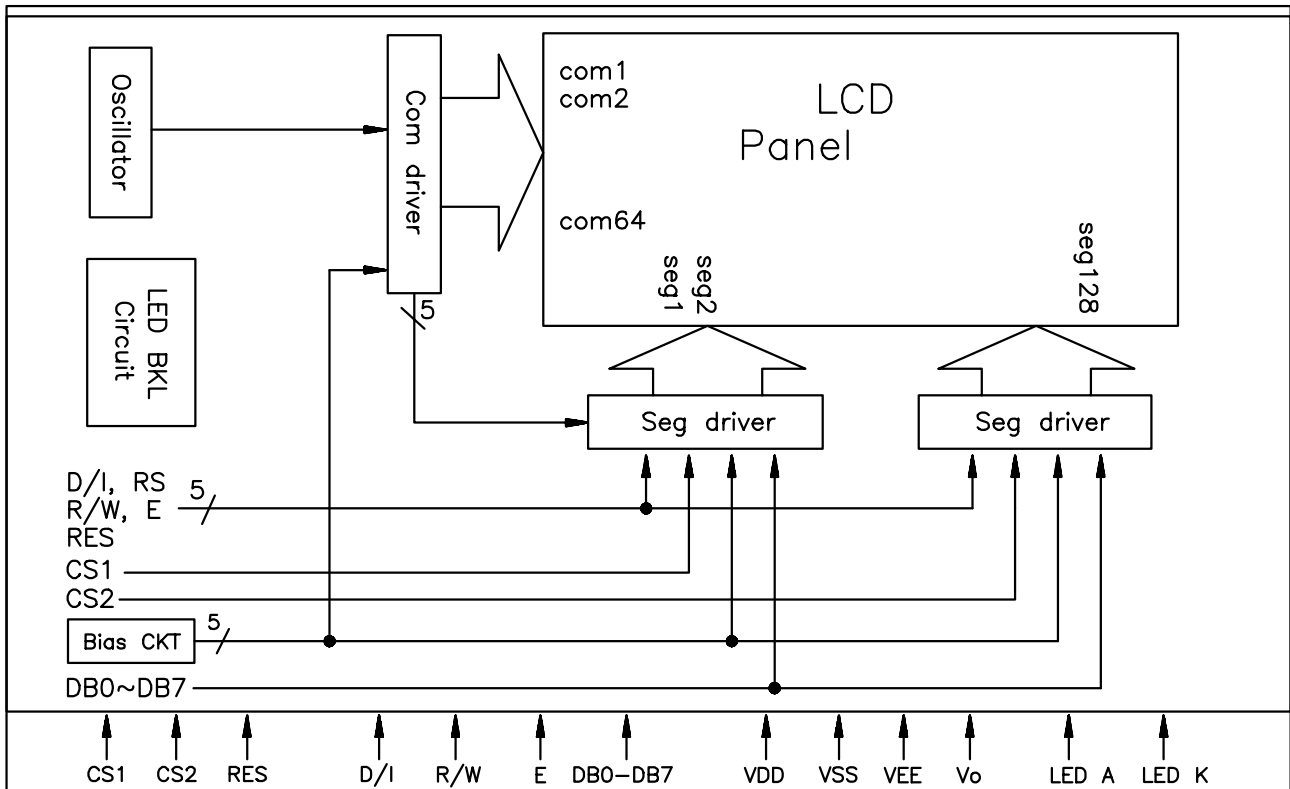 Oscillator
Com driver
com1
com2
com64
LCD
Panel
seg1
seg2
seg128
LED BKL
Circuit
5
Seg driver
Seg driver
D/I, RS
R/W, E
RES
5
CS1
CS2
Bias CKT
5
DB0~DB7
CS1
CS2
RES
D/I
R/W
E
DB0-DB7
VDD
VSS
VEE
Vo
LED A
LED K